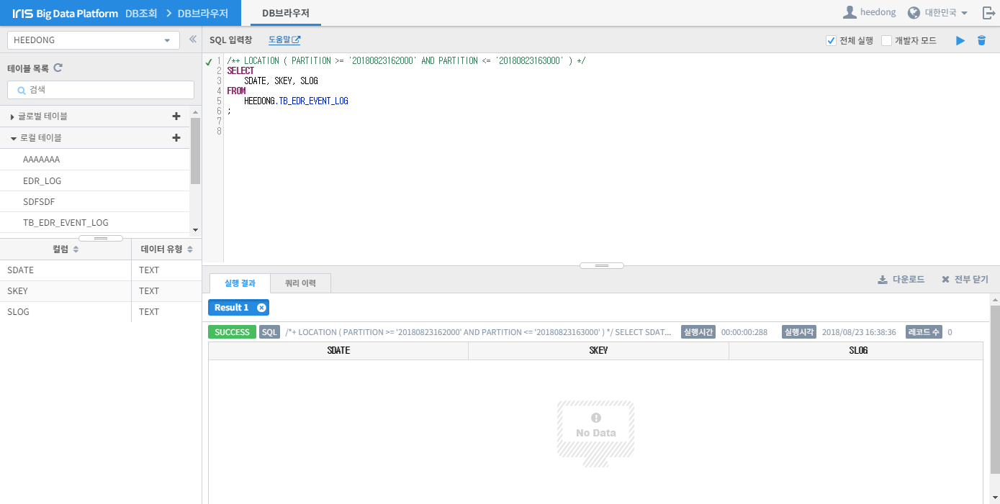 IRIS Big Data Platform DB조회 > DB브라우저 DB브라우저 heedong 대한민국
HEEDONG
SQL 입력창 도움말 전체 실행 개발자 모드
테이블 목록
검색
글로벌 테이블
로컬 테이블
AAAAAAA
EDR_LOG
SDFSDF
TB_EDR_EVENT_LOG
컬럼 데이터 유형
SDATE TEXT
SKEY TEXT
SLOG TEXT
1 /*+ LOCATION ( PARTITION >= '20180823162000' AND PARTITION <= '20180823163000' ) */
2 SELECT
3 SDATE, SKEY, SLOG
4 FROM
5 HEEDONG.TB_EDR_EVENT_LOG
6 ;
7
8
실행 결과 쿼리 이력 다운로드 전부 닫기
Result 1
SUCCESS SQL /*+ LOCATION ( PARTITION >= '20180823162000' AND PARTITION <= '20180823163000' ) */ SELECT SDAT... 실행시간 00:00:00:288 실행시각 2018/08/23 16:38:36 레코드 수 0
SDATE SKEY SLOG
No Data